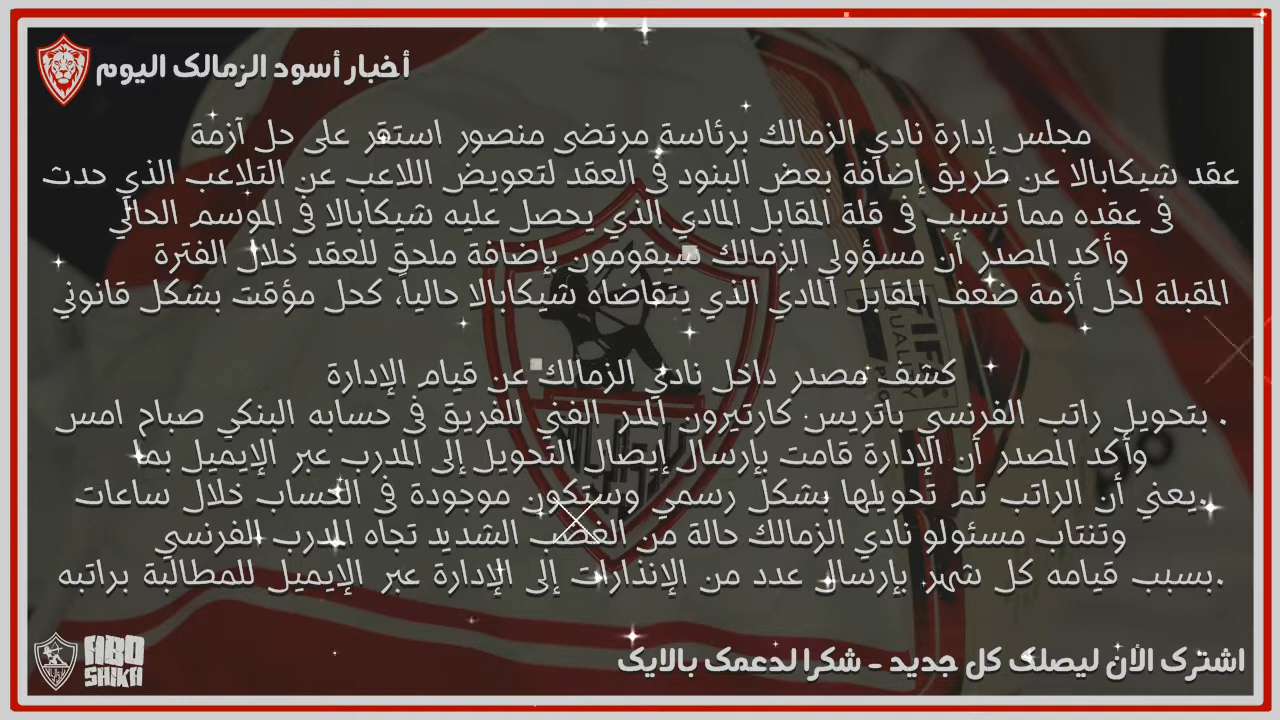 أخبار أسود الزمالك اليوم
مجلس إدارة نادي الزمالك برئاسة مرتضى منصور استقر على حل آزمة
عقد شيكابالا عن طريق إضافة بعض البنود في العقد لتعويض اللاعب عن التلاعب الذي حدث
في عقده مما تسبب في قلة المقابل المادي الذي يحصل عليه شيكابالا في الموسم الحالي
وأكد المصدر أن مسؤولي الزمالك سيقومون بإضافة ملحق للعقد خلال الفترة
المقبلة لحل أزمة ضعف المقابل المادي الذي يتقاضاه شيكابالا حالياً، كحل مؤقت بشكل قانوني
كشف مصدر داخل نادي الزمالك عن قيام الإدارة
بتحويل راتب الفرنسي باتريس كارتيرون المدر الفني للفريق في حسابه البنكي صباح امس .
وأكد المصدر أن الإدارة قامت بإرسال إيصال التحويل إلى المدرب عبر الإيميل بما
يعني أن الراتب تم تحويلها بشكل رسمي وستكون موجودة في الحساب خلال ساعات.
وتنتاب مسئولو نادي الزمالك حالة من الغضب الشديد تجاه المدرب الفرنسي
بسبب قيامه كل شهر بإرسال عدد من الإنذارات إلى الإدارة عبر الإيميل للمطالبة براتبه.
اشترك الأن ليصلك كل جديد - شكرا لدعمك بالايك
ABO
SHIKA